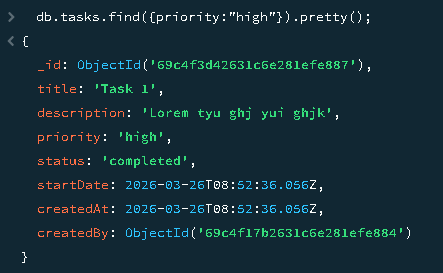 > db.tasks.find({priority:"high"}).pretty();
< {
_id: ObjectId('69c4f3d42631c6e281efe887'),
title: 'Task 1',
description: 'Lorem tyu ghj yui ghjk',
priority: 'high',
status: 'completed',
startDate: 2026-03-26T08:52:36.056Z,
createdAt: 2026-03-26T08:52:36.056Z,
createdBy: ObjectId('69c4f17b2631c6e281efe884')
}